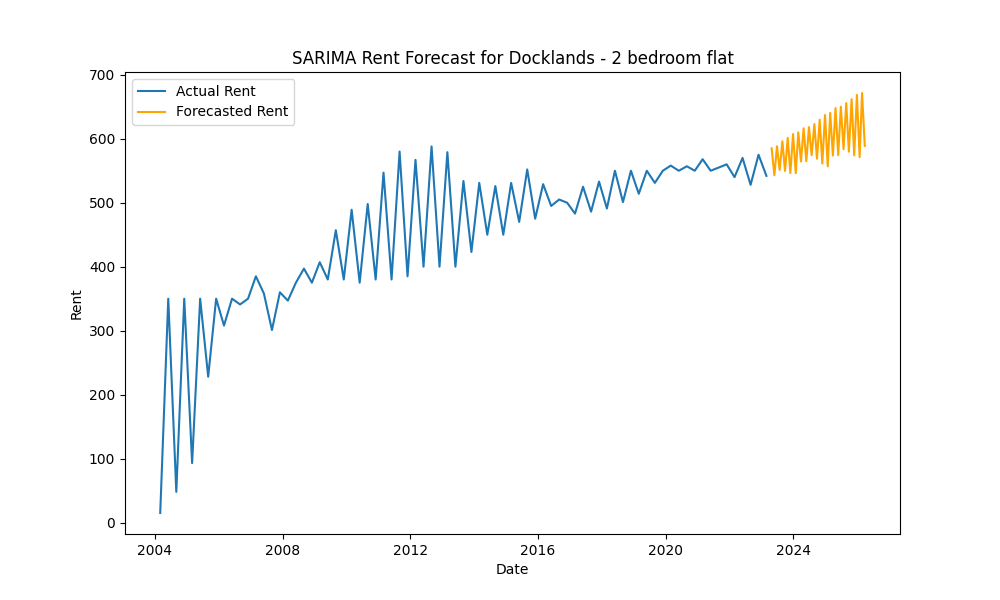 SARIMA Rent Forecast for Docklands - 2 bedroom flat
Actual Rent
Forecasted Rent
700
600
500
400
300
200
100
0
Rent
2004
2008
2012
2016
2020
2024
Date